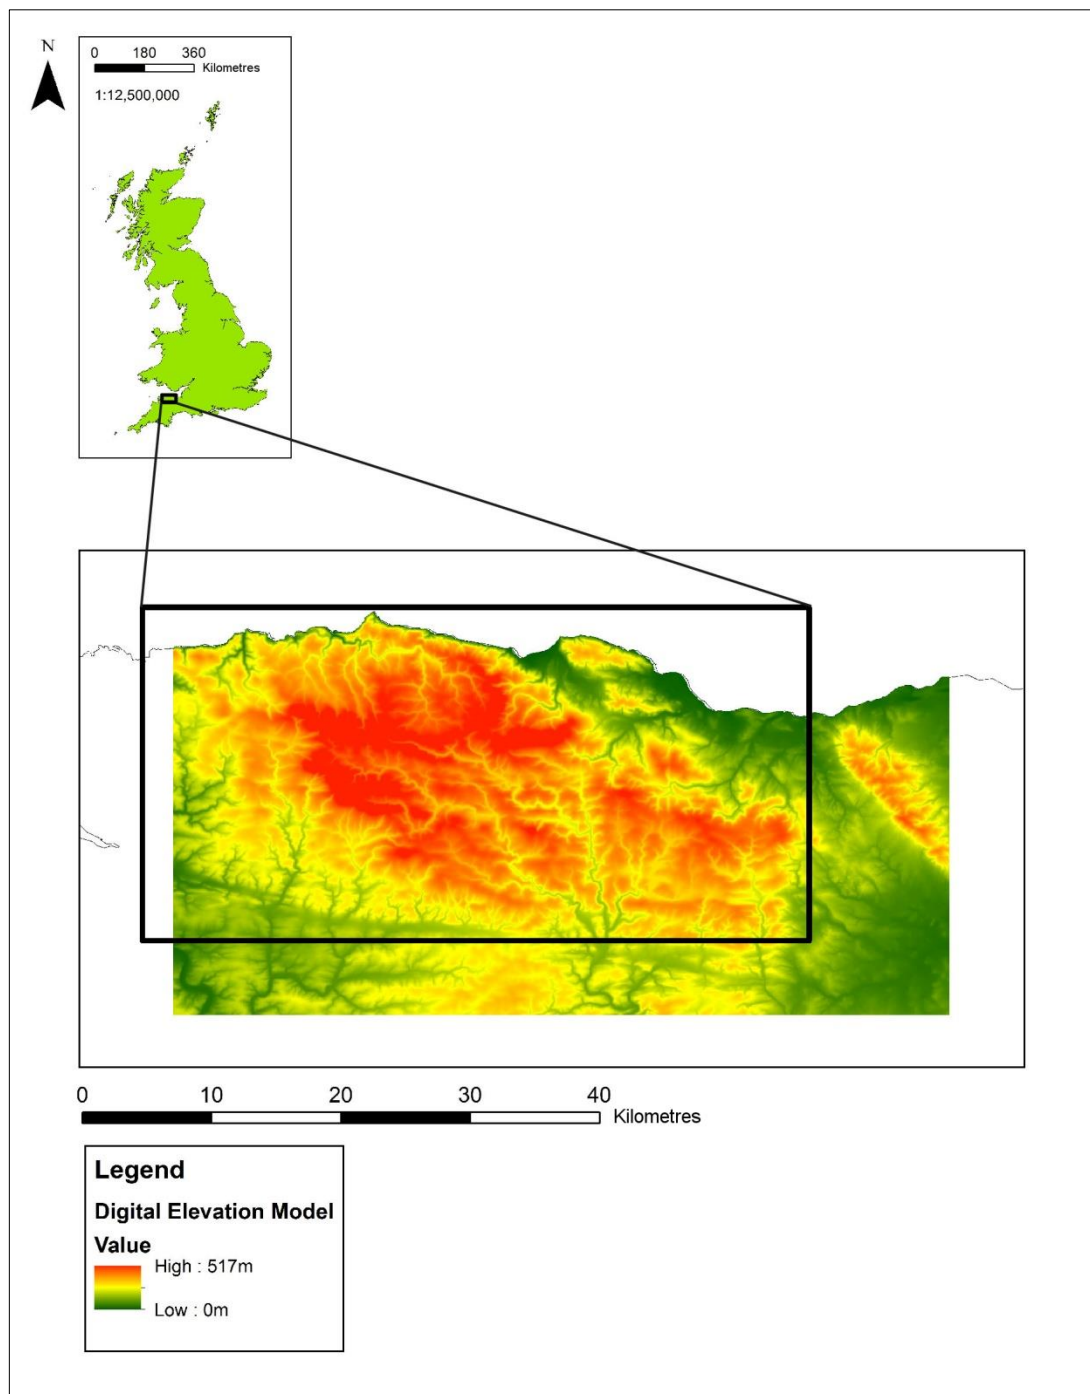 N
0 180 360
Kilometres
1:12,500,000
0 10 20 30 40
Kilometres
Legend
Digital Elevation Model
Value
High : 517m
Low : 0m